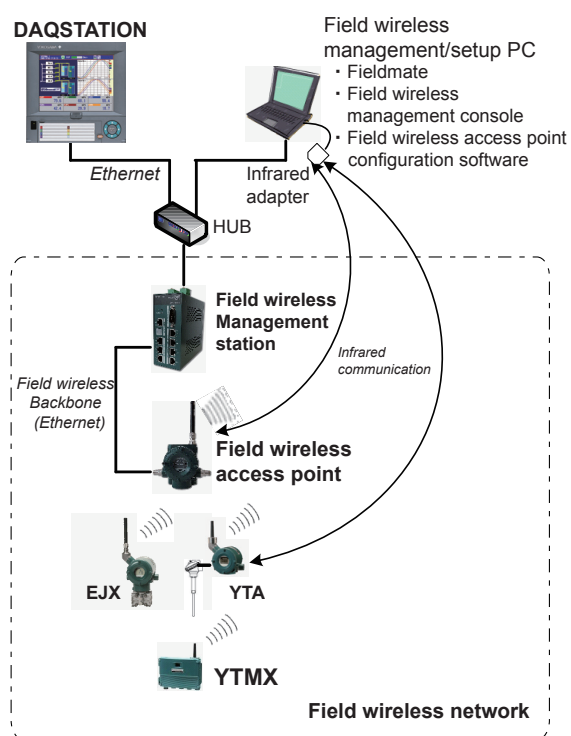 DAQSTATION
Field wireless
management/setup PC
・Fieldmate
・Field wireless
management console
・Field wireless access point
configuration software
Ethernet
Infrared
adapter
HUB
Field wireless
Management
station
Infrared
communication
Field wireless
Backbone
(Ethernet)
Field wireless
access point
EJX
YTA
YTMX
Field wireless network